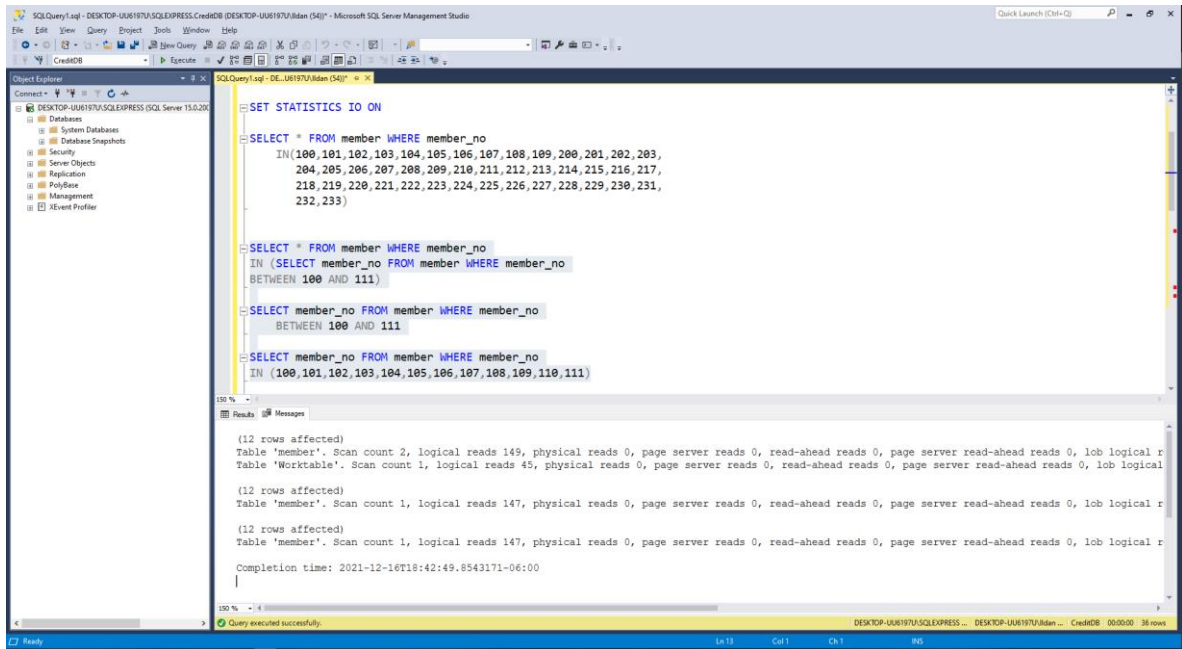 SQLQuery1.sql - DESKTOP-UU6197U\SQLEXPRESS.CreditDB (DESKTOP-UU6197U\Ildan (54))* - Microsoft SQL Server Management Studio
Quick Launch (Ctrl+Q)
File Edit View Query Project Tools Window Help
New Query
CreditDB
Execute
Object Explorer
SQLQuery1.sql - DE...U6197U\Ildan (54))*
Connect
DESKTOP-UU6197U\SQLEXPRESS (SQL Server 15.0.200
Databases
System Databases
Database Snapshots
Security
Server Objects
Replication
PolyBase
Management
XEvent Profiler
SET STATISTICS IO ON
SELECT * FROM member WHERE member_no
IN(100,101,102,103,104,105,106,107,108,109,200,201,202,203,
204,205,206,207,208,209,210,211,212,213,214,215,216,217,
218,219,220,221,222,223,224,225,226,227,228,229,230,231,
232,233)
SELECT * FROM member WHERE member_no
IN (SELECT member_no FROM member WHERE member_no
BETWEEN 100 AND 111)
SELECT member_no FROM member WHERE member_no
BETWEEN 100 AND 111
SELECT member_no FROM member WHERE member_no
IN (100,101,102,103,104,105,106,107,108,109,110,111)
150 %
Results Messages
(12 rows affected)
Table 'member'. Scan count 2, logical reads 149, physical reads 0, page server reads 0, read-ahead reads 0, page server read-ahead reads 0, lob logical r
Table 'Worktable'. Scan count 1, logical reads 45, physical reads 0, page server reads 0, read-ahead reads 0, page server read-ahead reads 0, lob logical
(12 rows affected)
Table 'member'. Scan count 1, logical reads 147, physical reads 0, page server reads 0, read-ahead reads 0, page server read-ahead reads 0, lob logical r
(12 rows affected)
Table 'member'. Scan count 1, logical reads 147, physical reads 0, page server reads 0, read-ahead reads 0, page server read-ahead reads 0, lob logical r
Completion time: 2021-12-16T18:42:49.8543171-06:00
150 %
Query executed successfully.
DESKTOP-UU6197U\SQLEXPRESS ... DESKTOP-UU6197U\Ildan ... CreditDB 00:00:00 36 rows
Ready
Ln 13 Col 1 Ch 1 INS